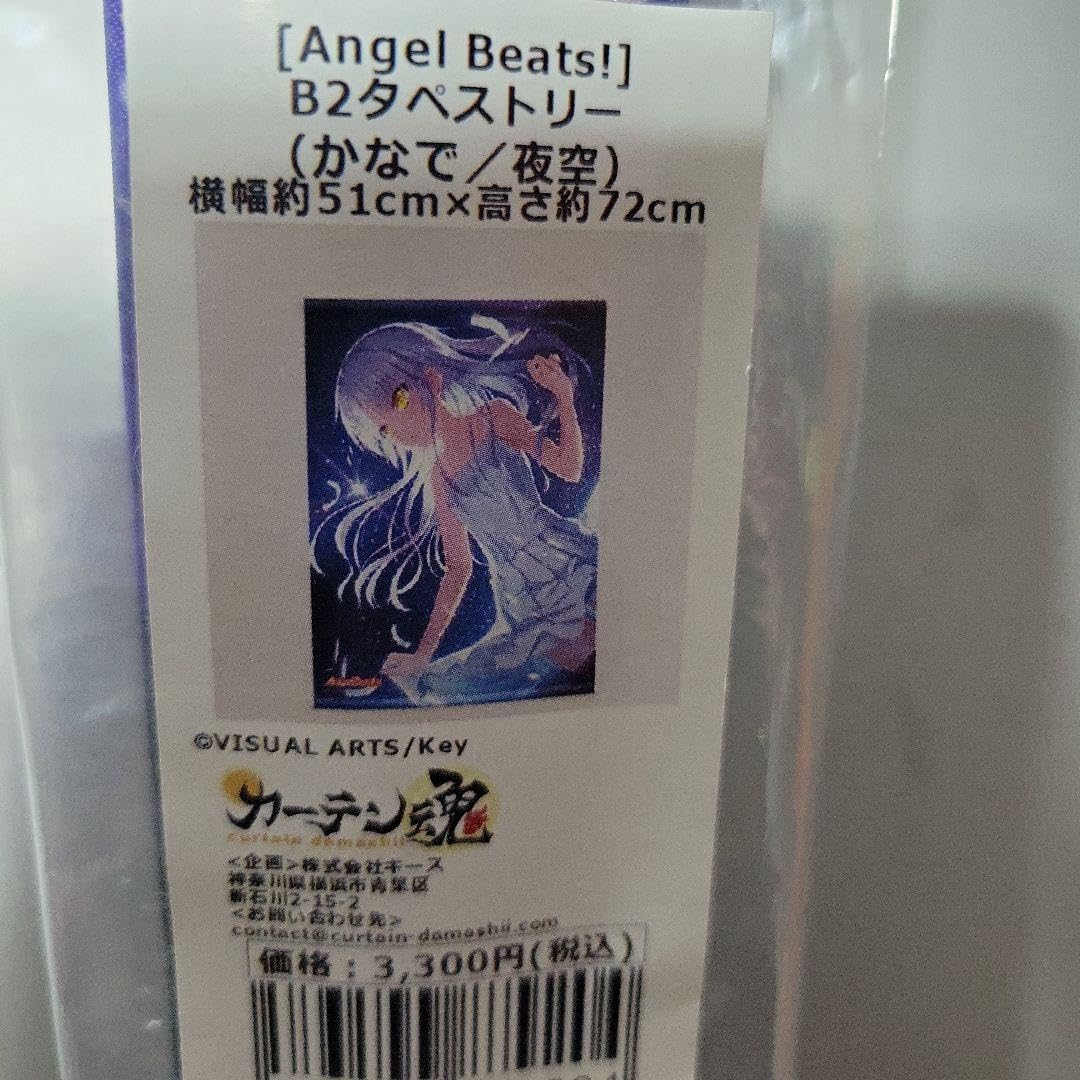 [Angel Beats!]
B2タペストリー
(かなで／夜空)
横幅約51cm×高さ約72cm
©VISUAL ARTS/Key
カーテン魂
curtain damashii
<企画>株式会社キーズ
神奈川県横浜市青葉区
新石川2-15-2
<お問い合わせ先>
contact@curtain-damashii.com
価格：3,300円(税込)